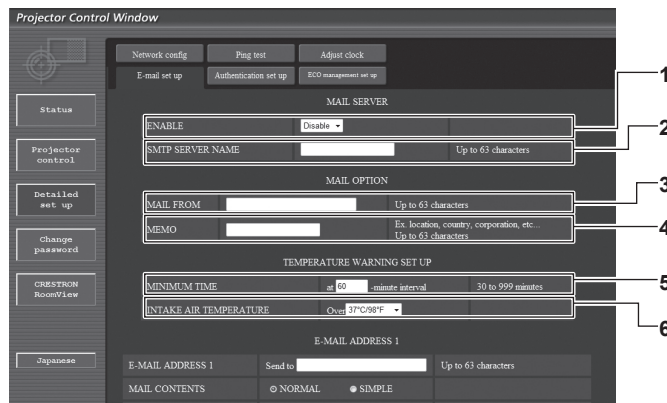 Projector Control Window
Network config Ping test Adjust clock
E-mail set up Authentication set up ECO management set up
Status
Projector control
Detailed set up
Change password
CRESTRON RoomView
Japanese
MAIL SERVER
ENABLE Disable
SMTP SERVER NAME Up to 63 characters
MAIL OPTION
MAIL FROM Up to 63 characters
MEMO Ex. location, country, corporation, etc...
Up to 63 characters
TEMPERATURE WARNING SET UP
MINIMUM TIME at 60 -minute interval 30 to 999 minutes
INTAKE AIR TEMPERATURE Over 37°C/98°F
E-MAIL ADDRESS 1
E-MAIL ADDRESS 1 Send to Up to 63 characters
MAIL CONTENTS NORMAL SIMPLE
1
2
3
4
5
6